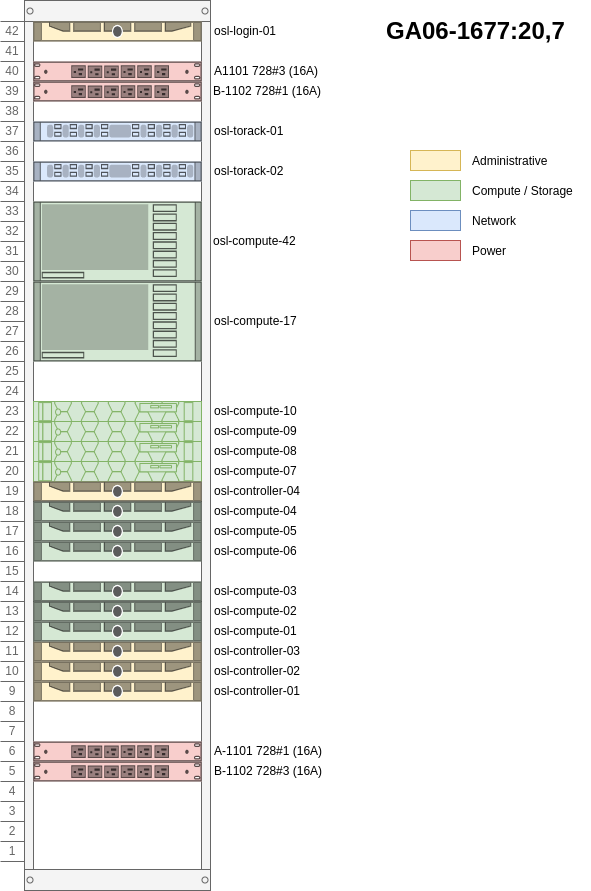 GA06-1677:20,7
42 osl-login-01
41
40 A1101 728#3 (16A)
39 B-1102 728#1 (16A)
38
37 osl-torack-01
36
35 osl-torack-02
34
33
32 osl-compute-42
31
30
29
28 osl-compute-17
27
26
25
24
23 osl-compute-10
22 osl-compute-09
21 osl-compute-08
20 osl-compute-07
19 osl-controller-04
18 osl-compute-04
17 osl-compute-05
16 osl-compute-06
15
14 osl-compute-03
13 osl-compute-02
12 osl-compute-01
11 osl-controller-03
10 osl-controller-02
9 osl-controller-01
8
7
6 A-1101 728#1 (16A)
5 B-1102 728#3 (16A)
4
3
2
1
Administrative
Compute / Storage
Network
Power